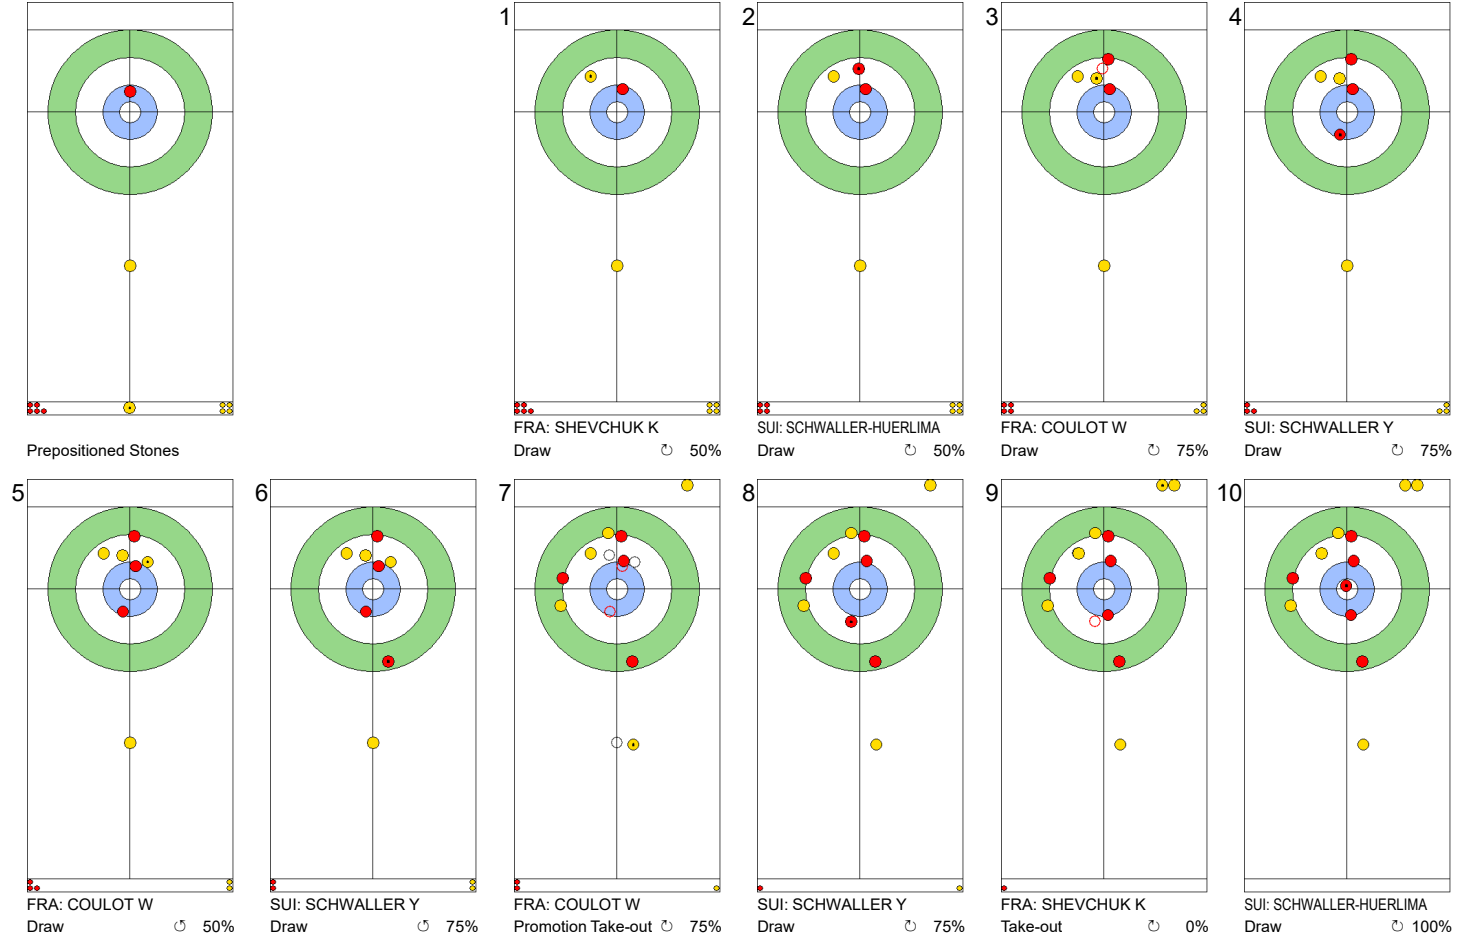 1 2 3 4
Prepositioned Stones
FRA: SHEVCHUK K
Draw 50%
SUI: SCHWALLER-HUERLIMA
Draw 50%
FRA: COULOT W
Draw 75%
SUI: SCHWALLER Y
Draw 75%
5 6 7 8 9 10
FRA: COULOT W
Draw 50%
SUI: SCHWALLER Y
Draw 75%
FRA: COULOT W
Promotion Take-out 75%
SUI: SCHWALLER Y
Draw 75%
FRA: SHEVCHUK K
Take-out 0%
SUI: SCHWALLER-HUERLIMA
Draw 100%